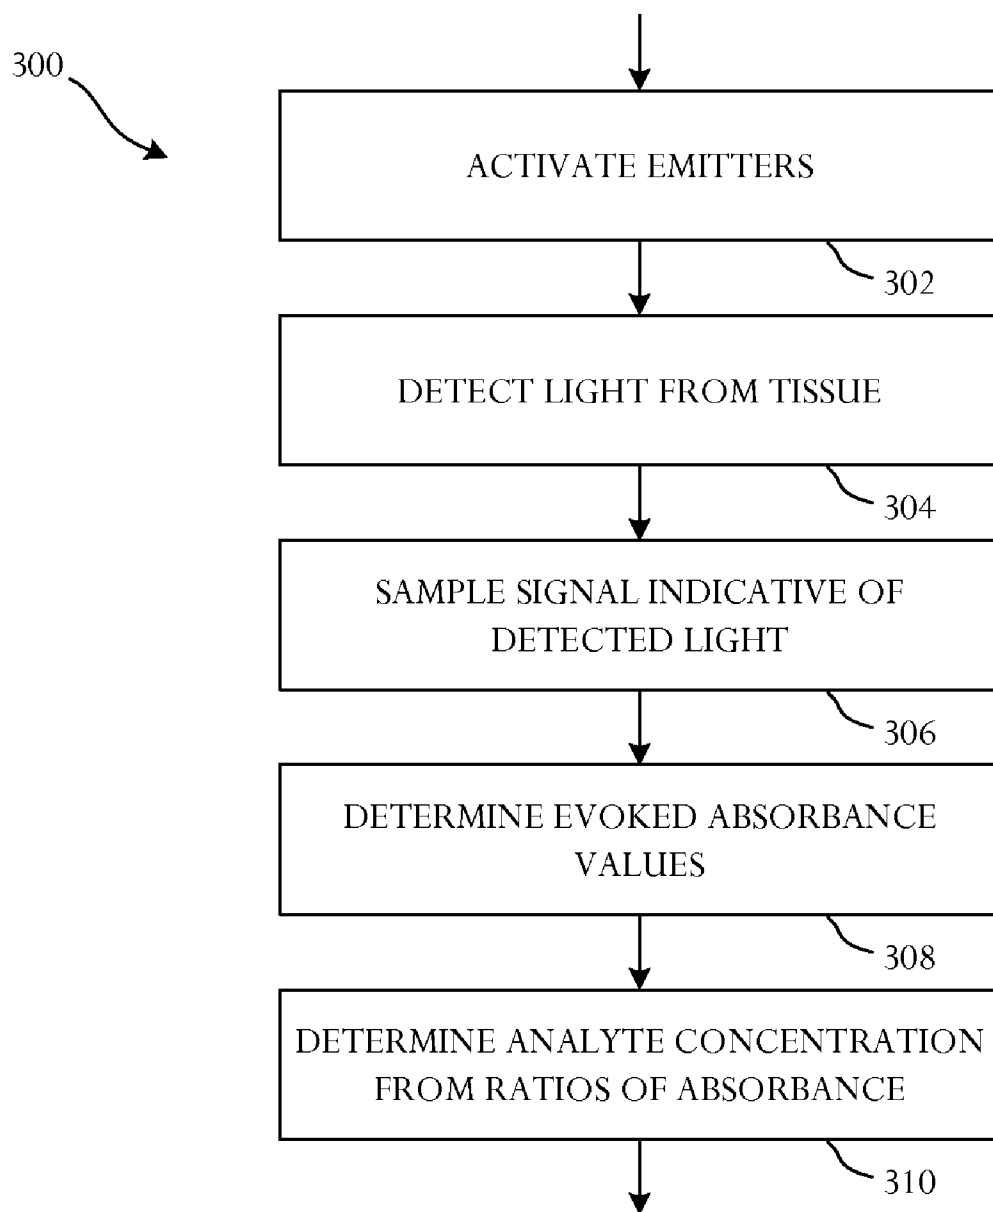 300
ACTIVATE EMITTERS
302
DETECT LIGHT FROM TISSUE
304
SAMPLE SIGNAL INDICATIVE OF
DETECTED LIGHT
306
DETERMINE EVOKED ABSORBANCE
VALUES
308
DETERMINE ANALYTE CONCENTRATION
FROM RATIOS OF ABSORBANCE
310